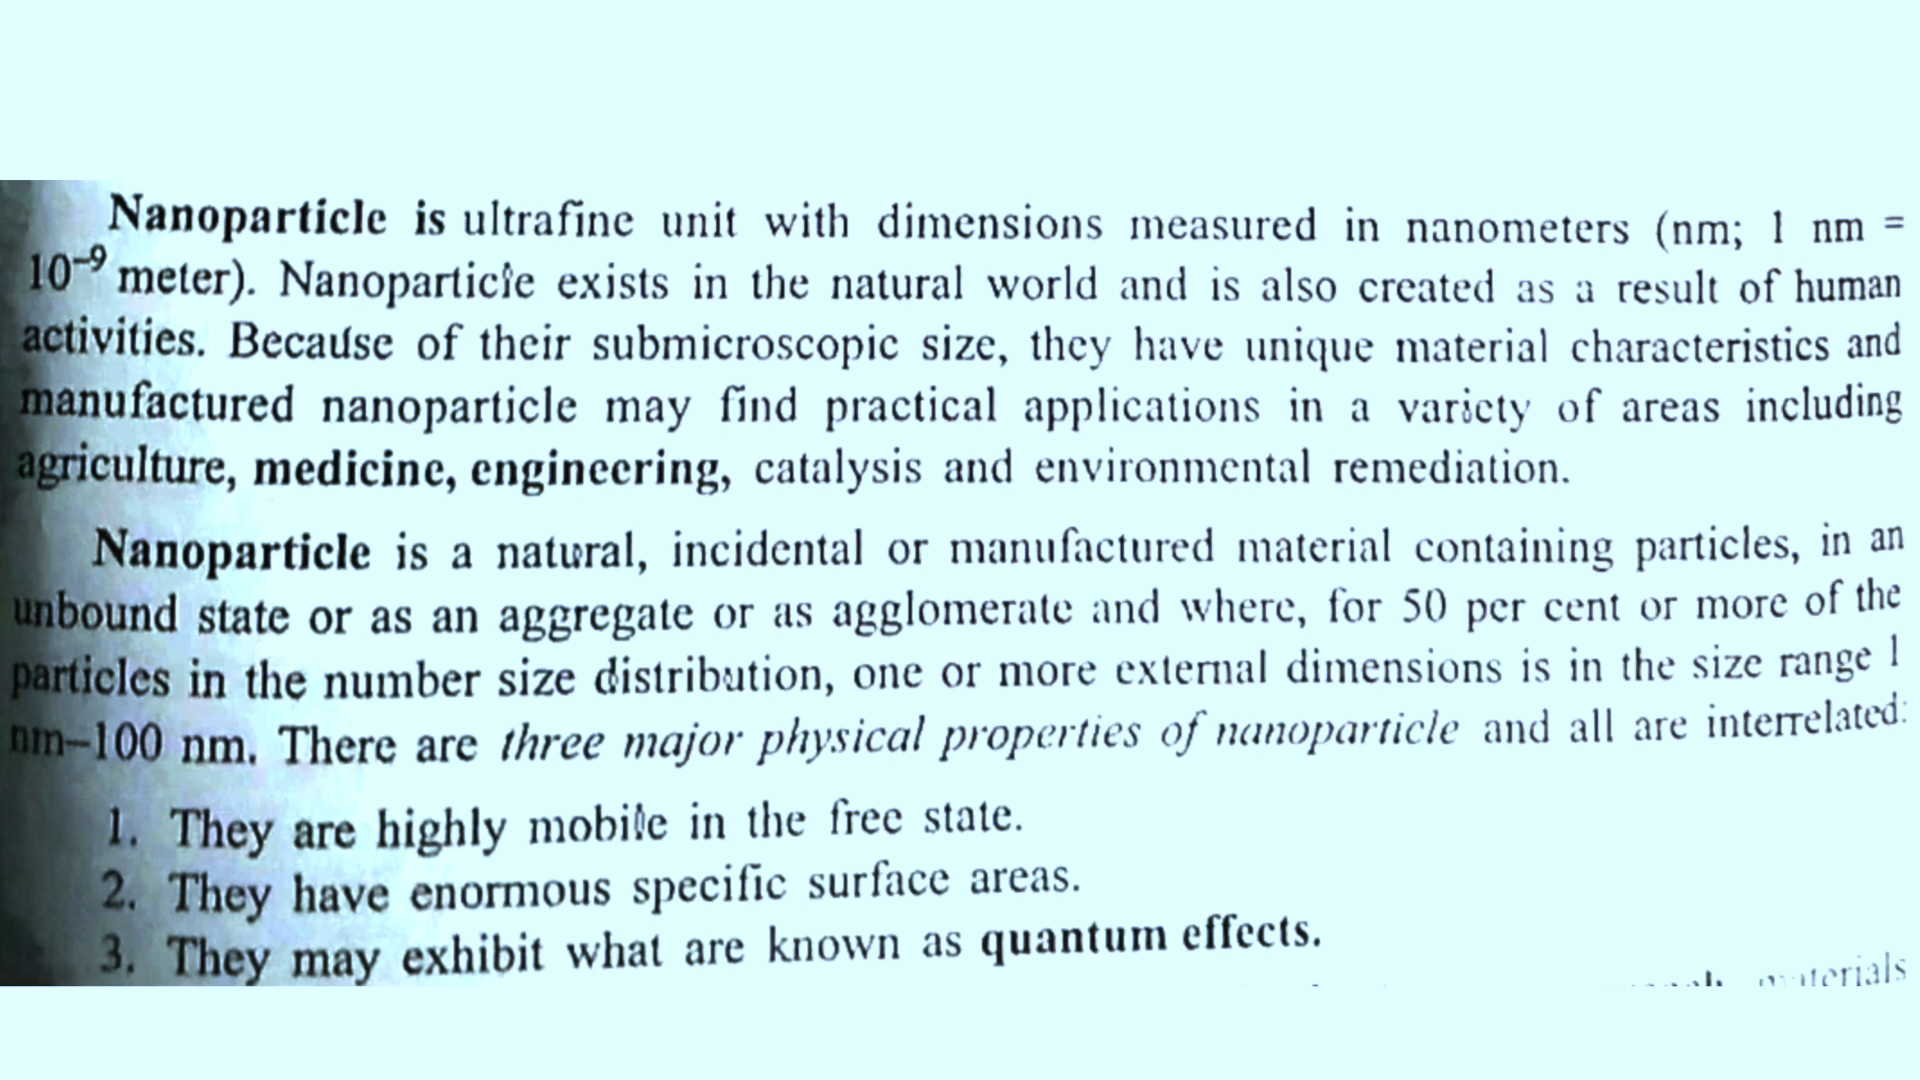 Nanoparticle is ultrafine unit with dimensions measured in nanometers (nm; 1 nm =
10⁻⁹ meter). Nanoparticle exists in the natural world and is also created as a result of human
activities. Because of their submicroscopic size, they have unique material characteristics and
manufactured nanoparticle may find practical applications in a variety of areas including
agriculture, medicine, engineering, catalysis and environmental remediation.
Nanoparticle is a natural, incidental or manufactured material containing particles, in an
unbound state or as an aggregate or as agglomerate and where, for 50 per cent or more of the
particles in the number size distribution, one or more external dimensions is in the size range 1
nm–100 nm. There are three major physical properties of nanoparticle and all are interrelated:
1. They are highly mobile in the free state.
2. They have enormous specific surface areas.
3. They may exhibit what are known as quantum effects.
materials